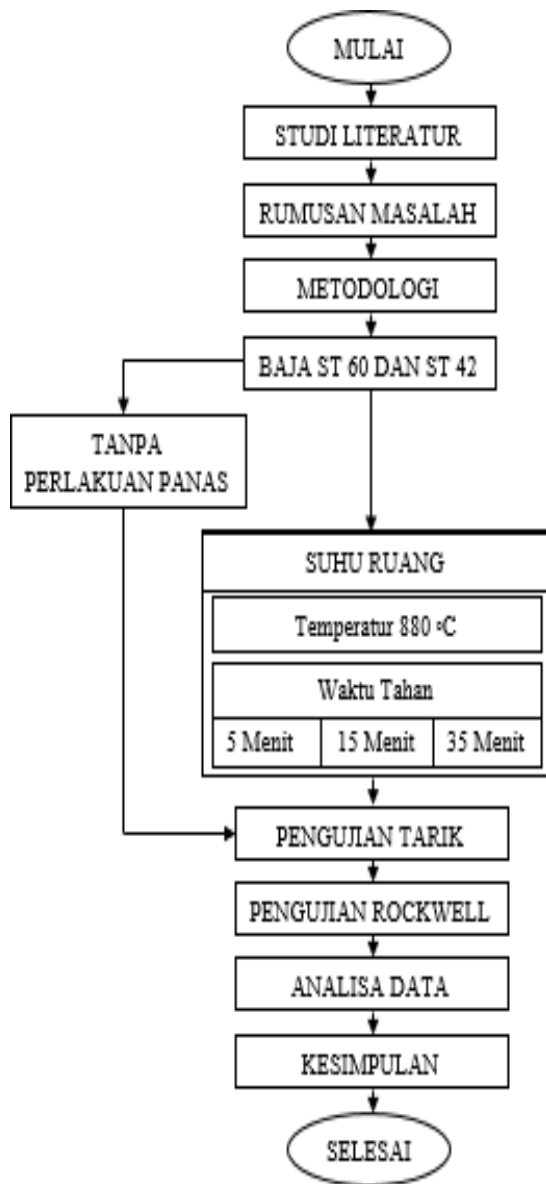 MULAI
STUDI LITERATUR
RUMUSAN MASALAH
METODOLOGI
BAJA ST 60 DAN ST 42
TANPA
PERLAKUAN PANAS
SUHU RUANG
Temperatur 880 °C
Waktu Tahan
5 Menit 15 Menit 35 Menit
PENGUJIAN TARIK
PENGUJIAN ROCKWELL
ANALISA DATA
KESIMPULAN
SELESAI